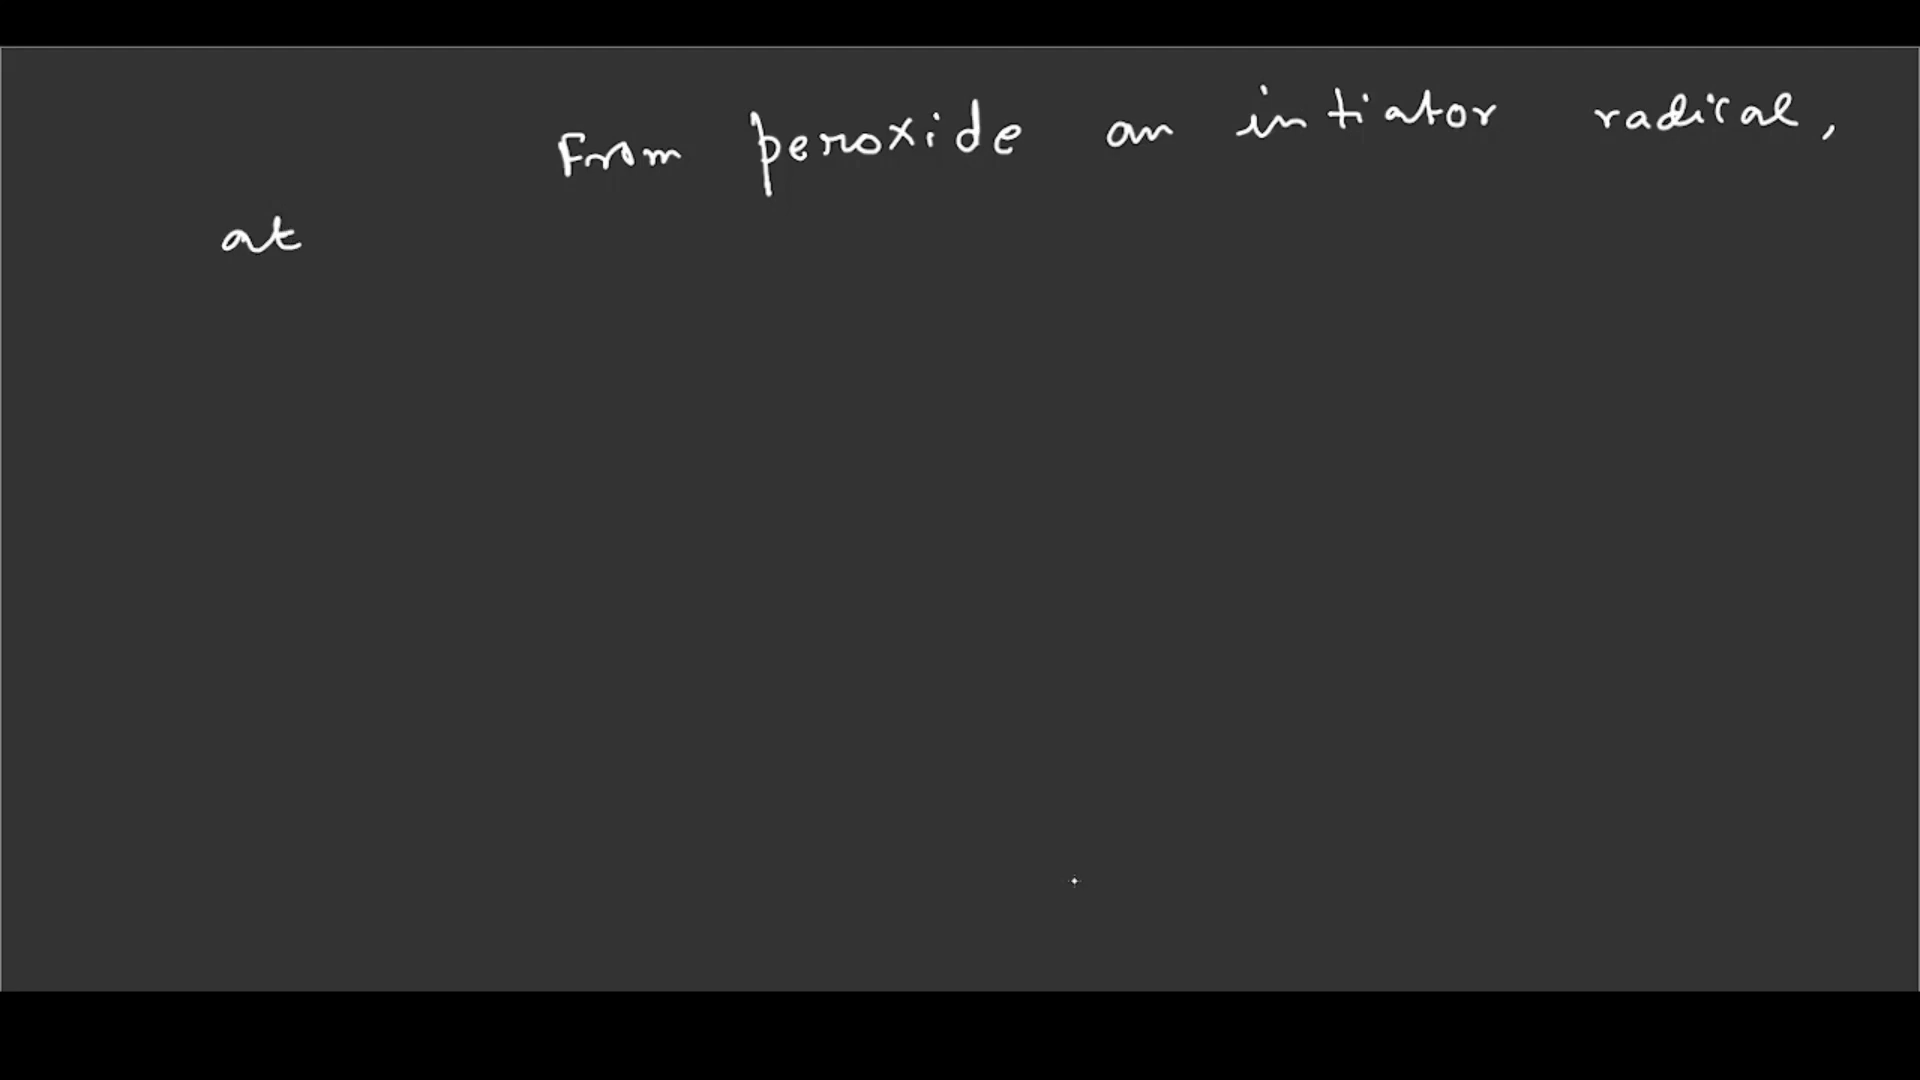 From peroxide an intiator radical,
at